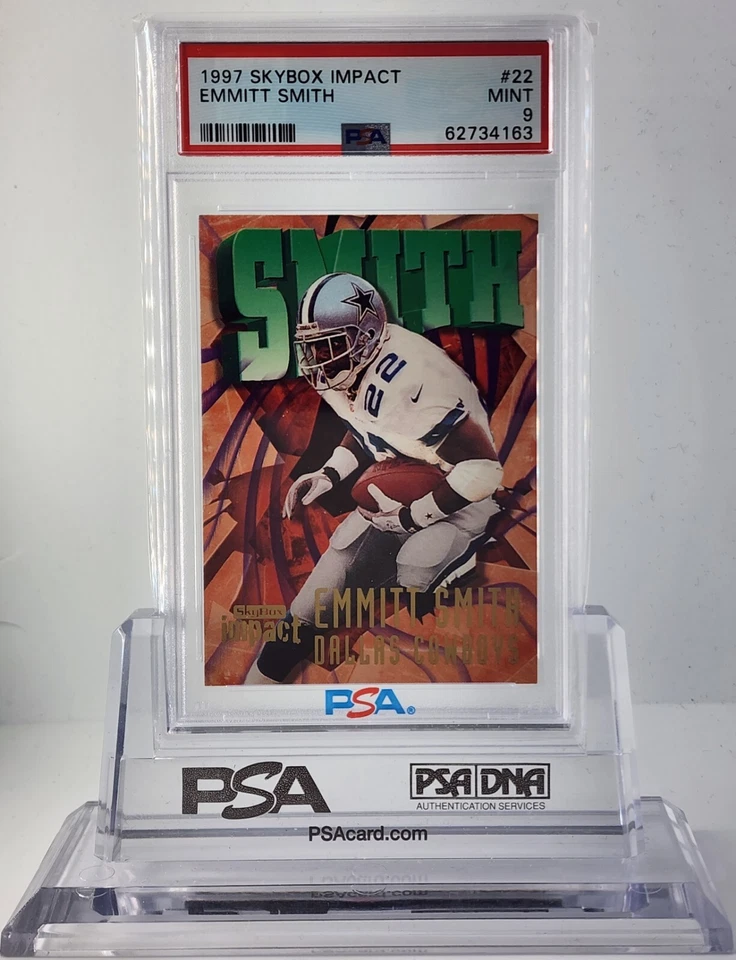 1997 SKYBOX IMPACT #22
EMMITT SMITH MINT
9
PSA 62734163
SMITH
22
SkyBox
impact
EMMITT SMITH
DALLAS COWBOYS
PSA®
PSA PSA DNA
AUTHENTICATION SERVICES
PSAcard.com